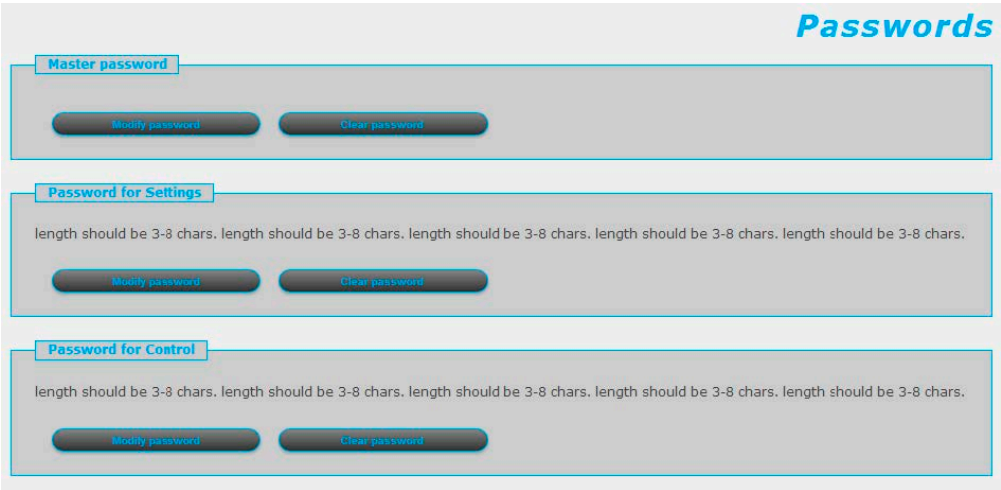 Passwords
Master password
Modify password Clear password
Password for Settings
length should be 3-8 chars. length should be 3-8 chars. length should be 3-8 chars. length should be 3-8 chars. length should be 3-8 chars.
Modify password Clear password
Password for Control
length should be 3-8 chars. length should be 3-8 chars. length should be 3-8 chars. length should be 3-8 chars. length should be 3-8 chars.
Modify password Clear password